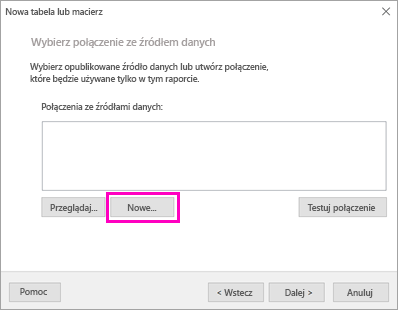 Nowa tabela lub macierz
Wybierz połączenie ze źródłem danych
Wybierz opublikowane źródło danych lub utwórz połączenie,
które będzie używane tylko w tym raporcie.
Połączenia ze źródłami danych:
Przeglądaj... Nowe... Testuj połączenie
Pomoc < Wstecz Dalej > Anuluj